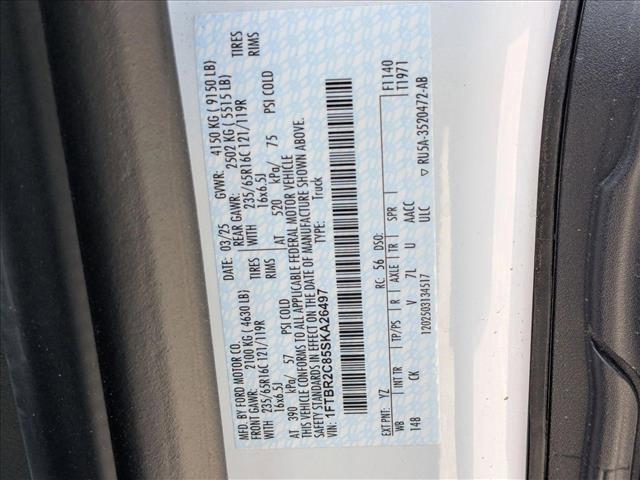 MFD. BY FORD MOTOR CO.
DATE: 03/25 GVWR: 4150 KG ( 9150 LB)
FRONT GAWR: 2100 KG ( 4630 LB) REAR GAWR: 2502 KG ( 5515 LB)
WITH 235/65R16C 121/119R WITH 235/65R16C 121/119R TIRES
16x6.5J 16x6.5J RIMS
AT 390 kPa/ 57 PSI COLD AT 520 kPa/ 75 PSI COLD
THIS VEHICLE CONFORMS TO ALL APPLICABLE FEDERAL MOTOR VEHICLE
SAFETY STANDARDS IN EFFECT ON THE DATE OF MANUFACTURE SHOWN ABOVE.
VIN: 1FTBR2C85SKA26497 TYPE: Truck
F1140
T1971
EXT PNT: YZ RC: 56 DSO:
WB INT TR TP/PS R AXLE TR SPR
148 CK V 7L U AACC
ULC
1202503134517 ▽ RU5A-3520472-AB
TIRES
RIMS